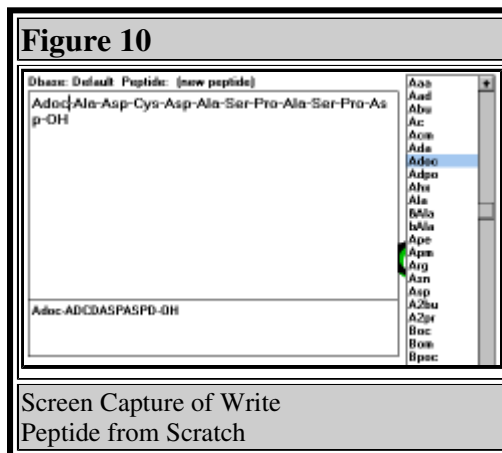 Figure 10
Dbase: Default Peptide: (new peptide)
Adoc-Ala-Asp-Cys-Asp-Ala-Ser-Pro-Ala-Ser-Pro-As
p-OH
Adoc-ADCDASPASPD-OH
Aaa
Aad
Abu
Ac
Acm
Ada
Adoc
Adpo
Ahx
Ala
BAla
bAla
Ape
Apm
Arg
Asn
Asp
A2bu
A2pr
Boc
Bom
Bpoc
Screen Capture of Write
Peptide from Scratch